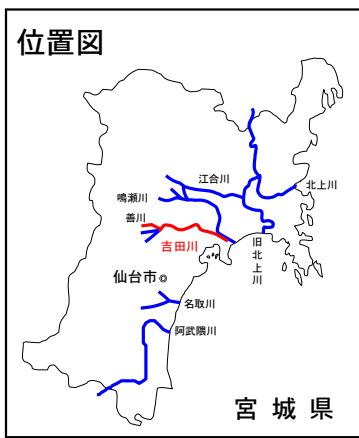 位置図
江合川
北上川
鳴瀬川
善川
吉田川
旧北上川
仙台市
名取川
阿武隈川
宮城県